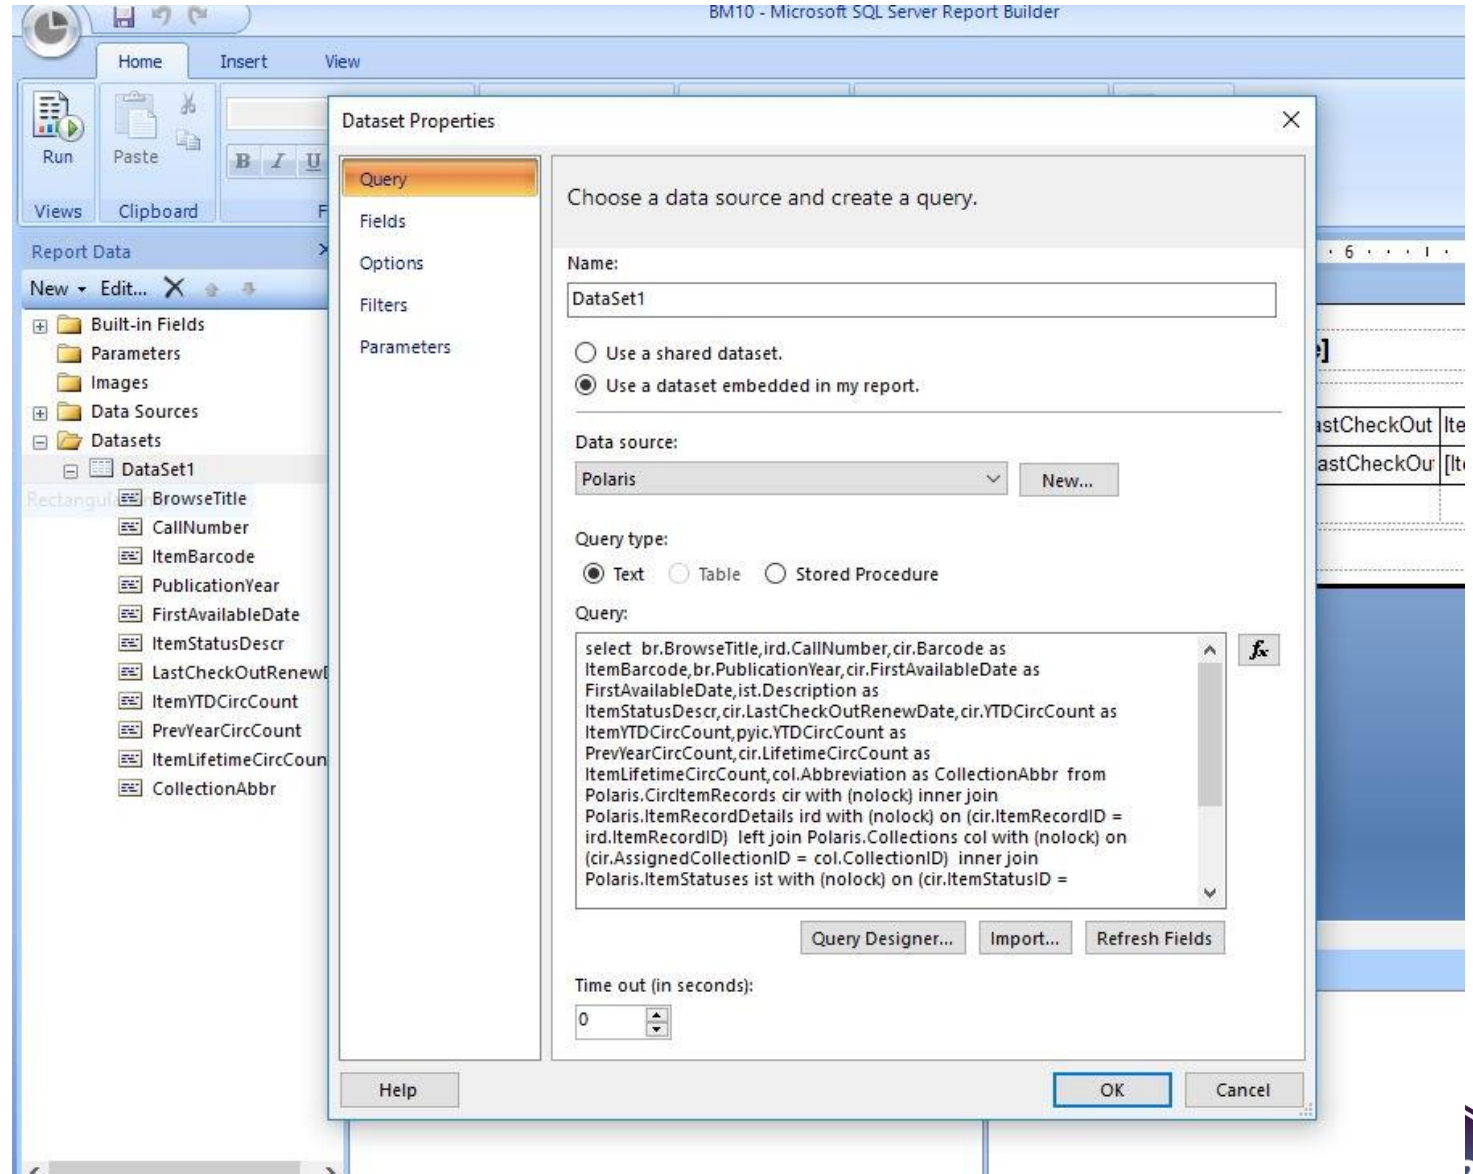 BM10 - Microsoft SQL Server Report Builder
Home Insert View
Run
Paste
B I U
Views Clipboard F
Report Data
New Edit...
Built-in Fields
Parameters
Images
Data Sources
Datasets
DataSet1
BrowseTitle
CallNumber
ItemBarcode
PublicationYear
FirstAvailableDate
ItemStatusDescr
LastCheckOutRenewD
ItemYTDCircCount
PrevYearCircCount
ItemLifetimeCircCoun
CollectionAbbr
Dataset Properties
Query
Fields
Options
Filters
Parameters
Choose a data source and create a query.
Name:
DataSet1
Use a shared dataset.
Use a dataset embedded in my report.
Data source:
Polaris
New...
Query type:
Text Table Stored Procedure
Query:
select  br.BrowseTitle,ird.CallNumber,cir.Barcode as
ItemBarcode,br.PublicationYear,cir.FirstAvailableDate as
FirstAvailableDate,ist.Description as
ItemStatusDescr,cir.LastCheckOutRenewDate,cir.YTDCircCount as
ItemYTDCircCount,pyic.YTDCircCount as
PrevYearCircCount,cir.LifetimeCircCount as
ItemLifetimeCircCount,col.Abbreviation as CollectionAbbr  from
Polaris.CircItemRecords cir with (nolock) inner join
Polaris.ItemRecordDetails ird with (nolock) on (cir.ItemRecordID =
ird.ItemRecordID)  left join Polaris.Collections col with (nolock) on
(cir.AssignedCollectionID = col.CollectionID)  inner join
Polaris.ItemStatuses ist with (nolock) on (cir.ItemStatusID =
fx
Query Designer... Import... Refresh Fields
Time out (in seconds):
0
Help OK Cancel
6
e]
astCheckOut Ite
astCheckOu [It